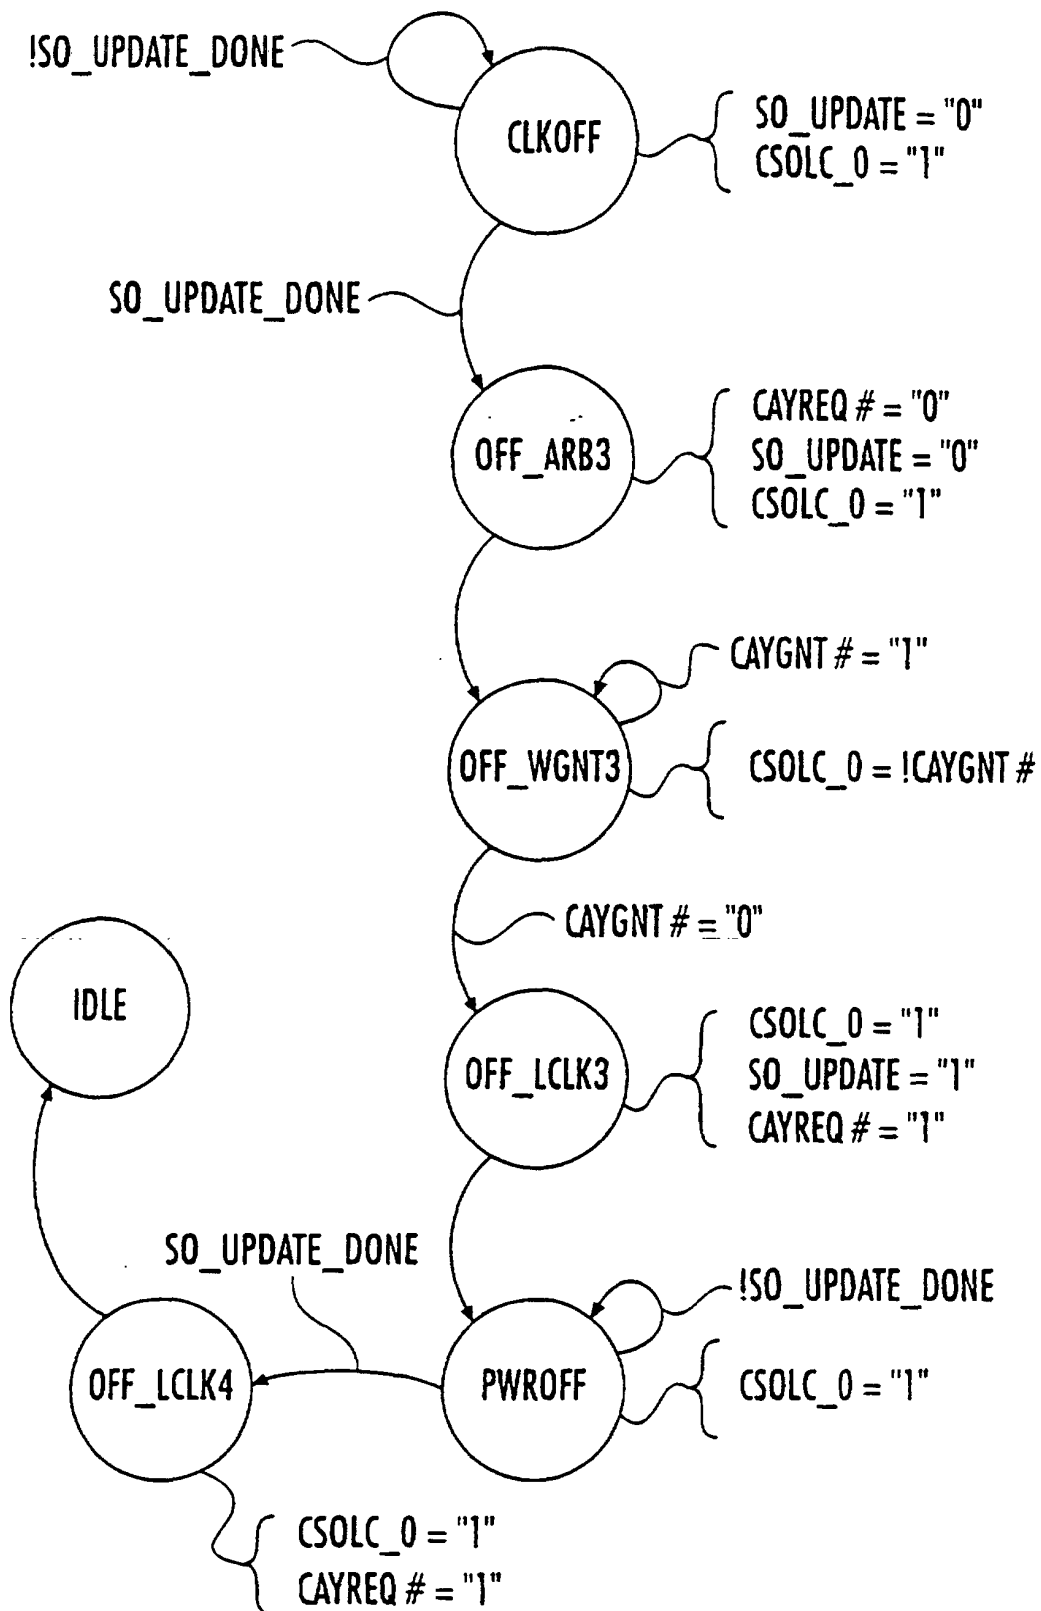 !SO_UPDATE_DONE
CLKOFF
SO_UPDATE = "0"
CSOLC_0 = "1"
SO_UPDATE_DONE
OFF_ARB3
CAYREQ # = "0"
SO_UPDATE = "0"
CSOLC_0 = "1"
CAYGNT # = "1"
OFF_WGNT3
CSOLC_0 = !CAYGNT #
CAYGNT # = "0"
IDLE
OFF_LCLK3
CSOLC_0 = "1"
SO_UPDATE = "1"
CAYREQ # = "1"
SO_UPDATE_DONE
!SO_UPDATE_DONE
OFF_LCLK4
PWROFF
CSOLC_0 = "1"
CSOLC_0 = "1"
CAYREQ # = "1"